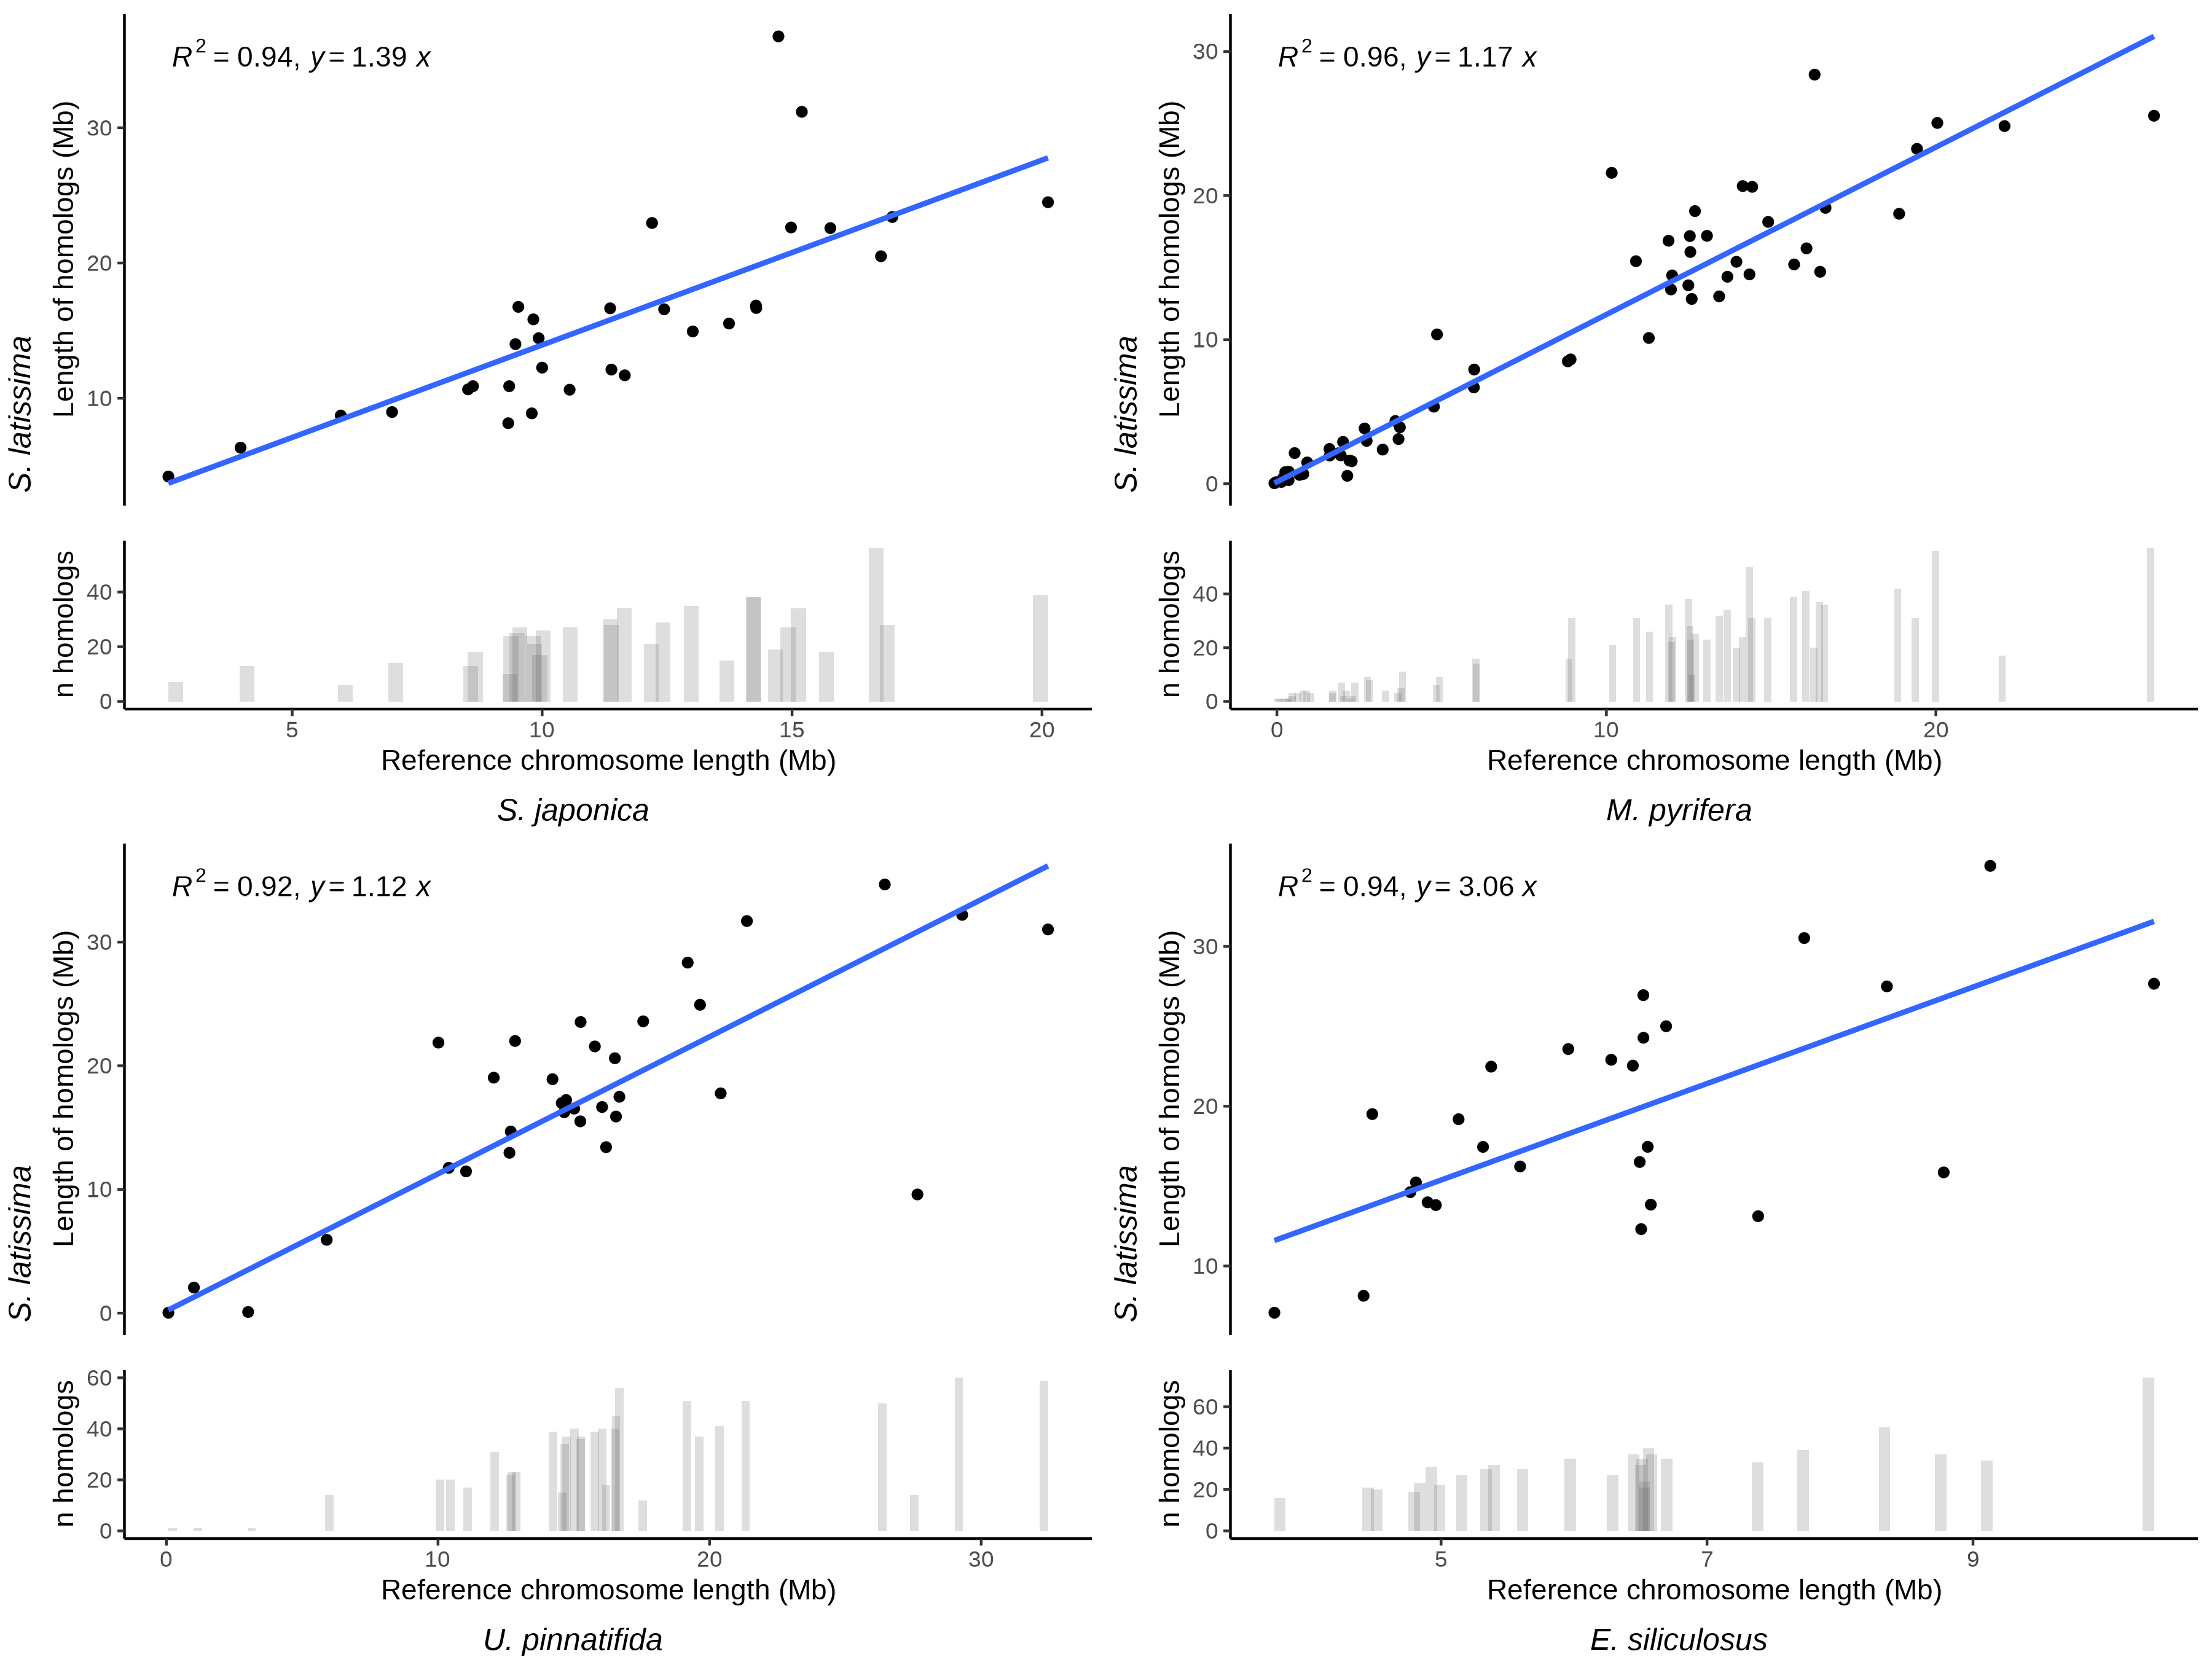 R2 = 0.94, y = 1.39 x
S. latissima
Length of homologs (Mb)
30
20
10
n homologs
40
20
0
5 10 15 20
Reference chromosome length (Mb)
S. japonica
R2 = 0.96, y = 1.17 x
S. latissima
Length of homologs (Mb)
30
20
10
0
n homologs
40
20
0
0 10 20
Reference chromosome length (Mb)
M. pyrifera
R2 = 0.92, y = 1.12 x
S. latissima
Length of homologs (Mb)
30
20
10
0
n homologs
60
40
20
0
0 10 20 30
Reference chromosome length (Mb)
U. pinnatifida
R2 = 0.94, y = 3.06 x
S. latissima
Length of homologs (Mb)
30
20
10
n homologs
60
40
20
0
5 7 9
Reference chromosome length (Mb)
E. siliculosus